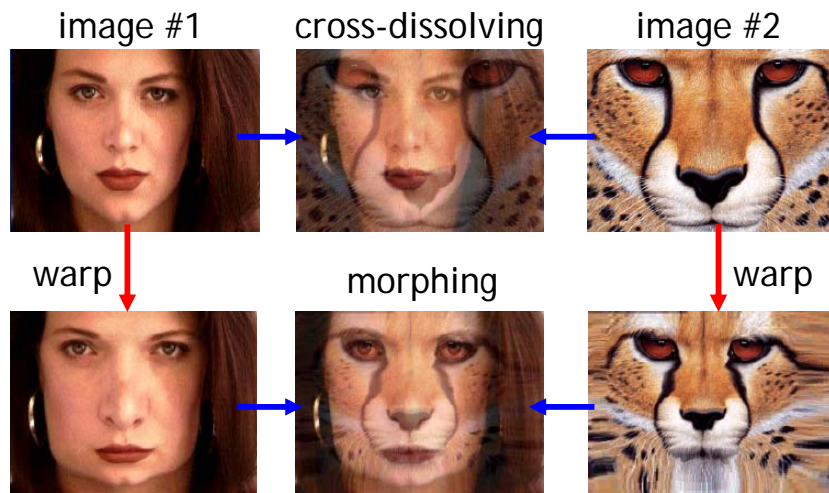 image #1
cross-dissolving
image #2
warp
morphing
warp